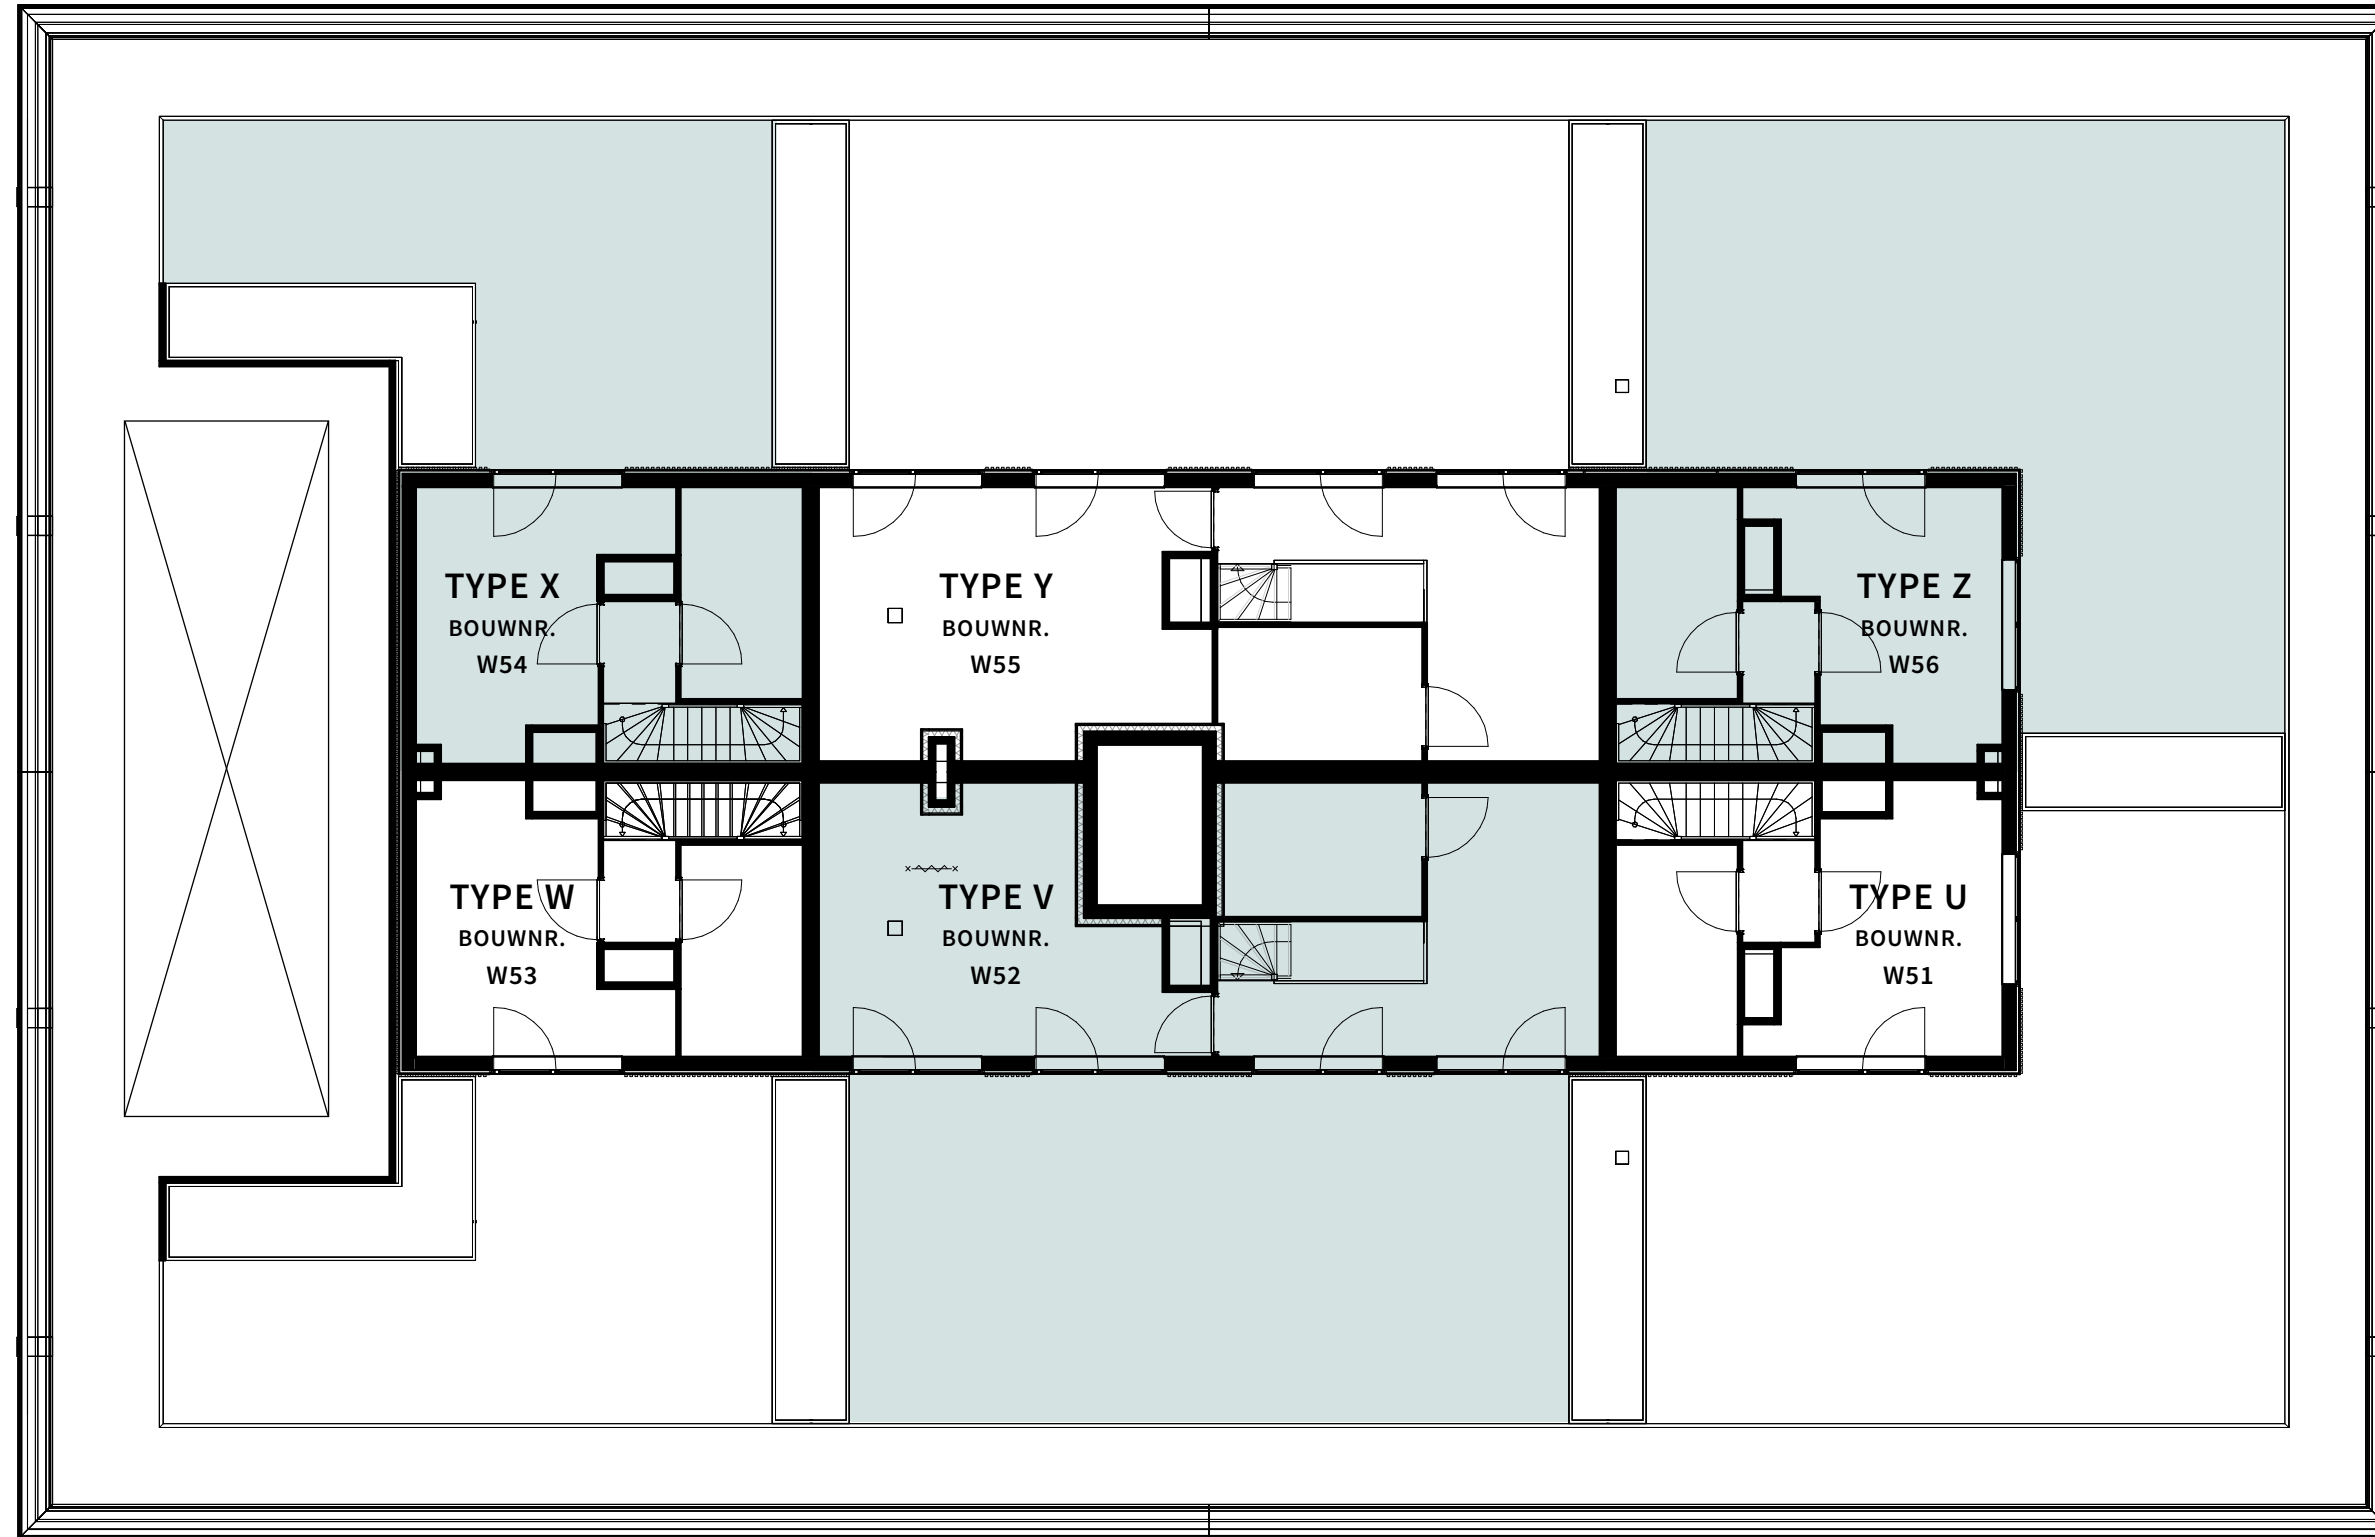 TYPE X
BOUWNR.
W54
TYPE Y
BOUWNR.
W55
TYPE Z
BOUWNR.
W56
TYPE W
BOUWNR.
W53
TYPE V
BOUWNR.
W52
TYPE U
BOUWNR.
W51